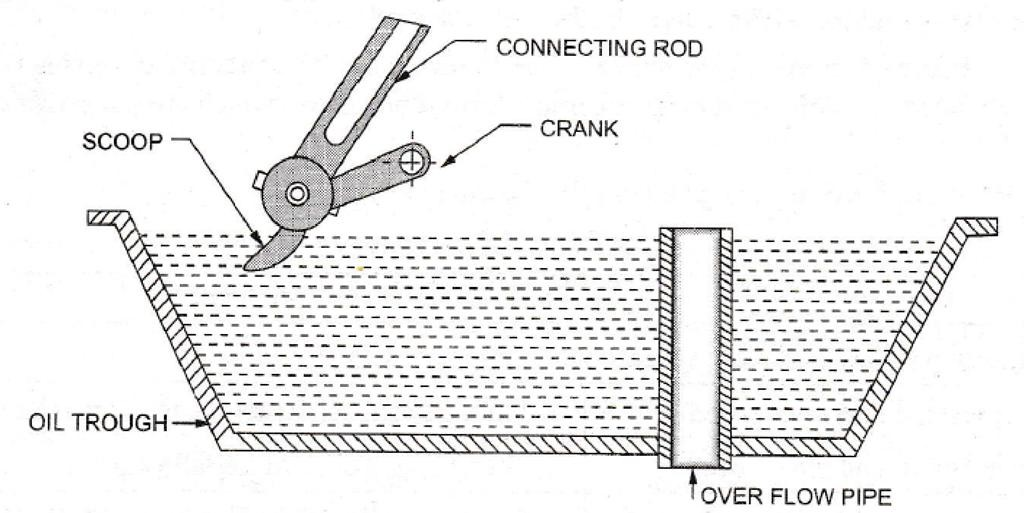 CONNECTING ROD
CRANK
SCOOP
OIL TROUGH
OVER FLOW PIPE